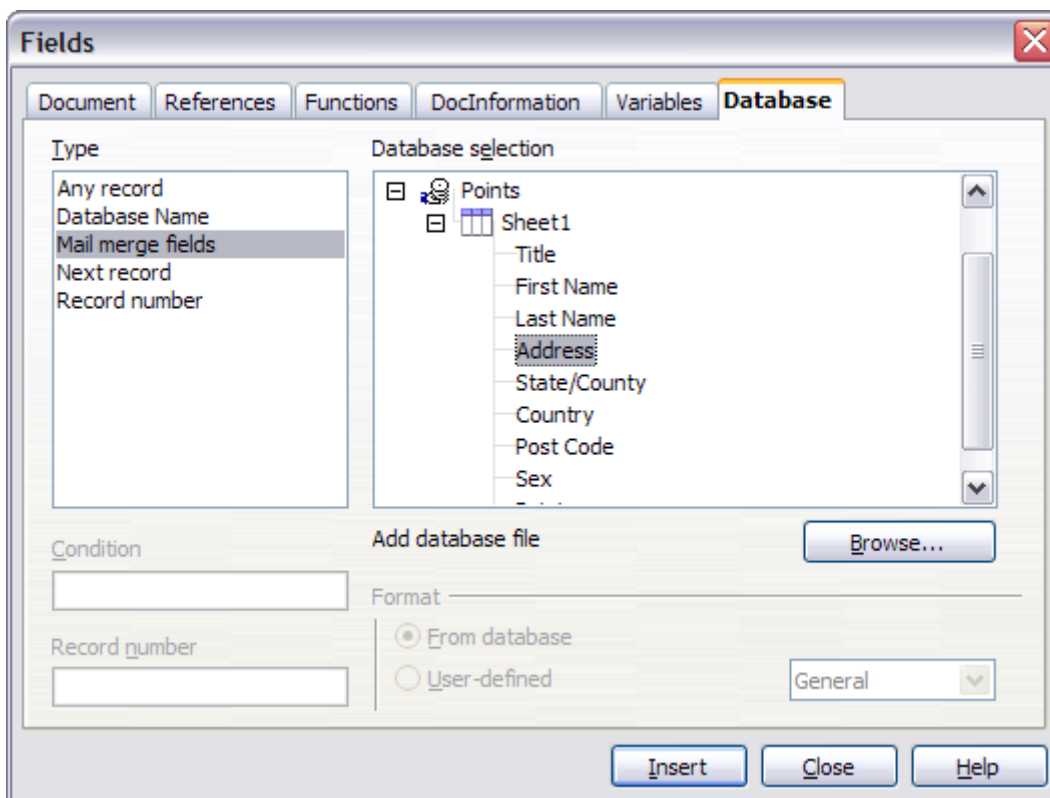 Fields
Document References Functions DocInformation Variables Database
Type
Any record
Database Name
Mail merge fields
Next record
Record number
Database selection
Points
Sheet1
Title
First Name
Last Name
Address
State/County
Country
Post Code
Sex
Condition
Record number
Add database file
Browse...
Format
From database
User-defined
General
Insert Close Help